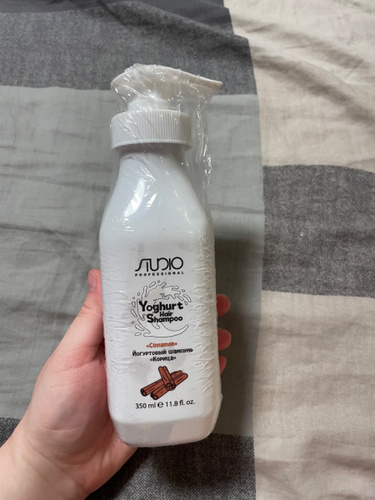 STUDIO
PROFESSIONAL
Yoghurt
Hair
Shampoo
«Cinnamon»
Йогуртовый шампунь
«Корица»
350 ml ℮ 11.8 fl. oz.